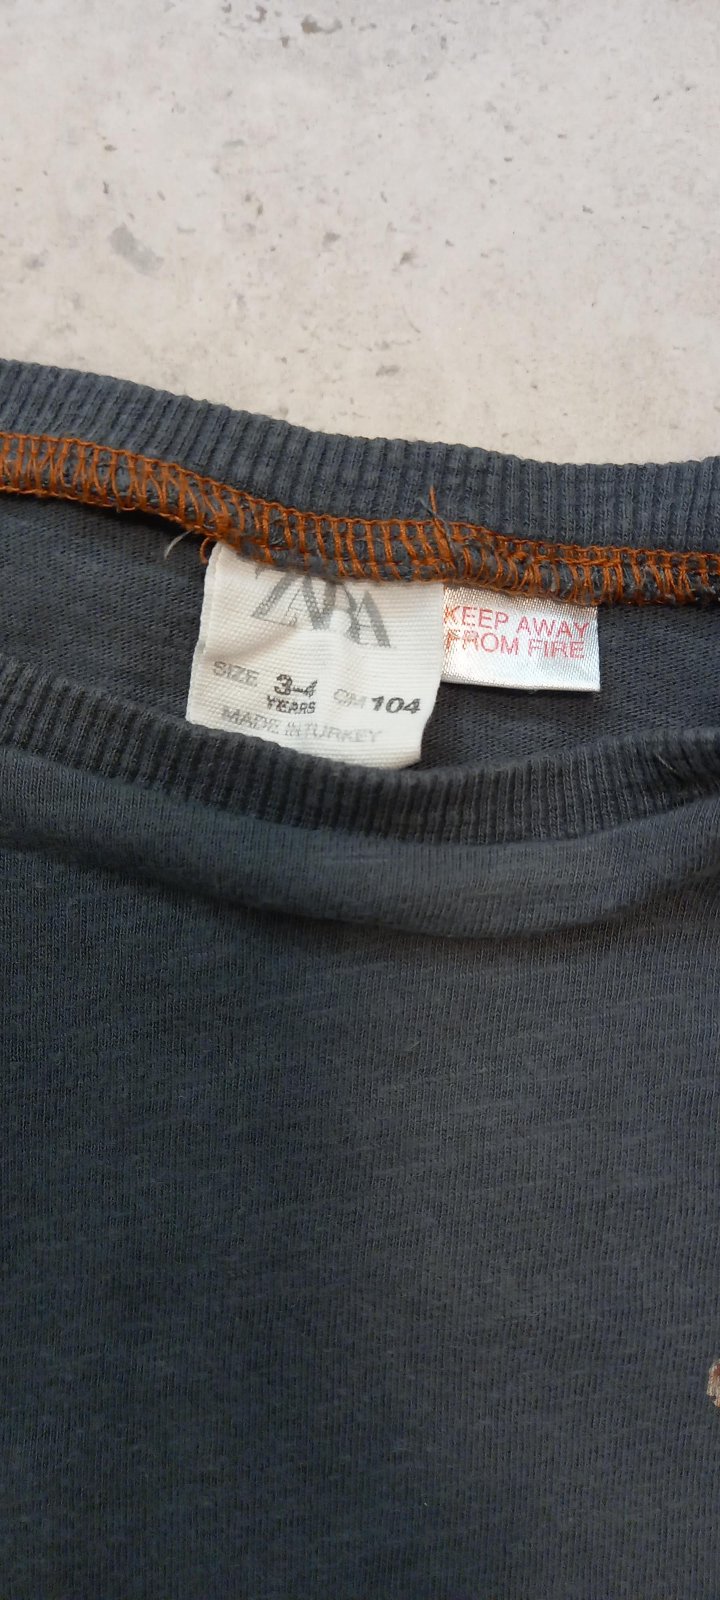 ZARA
SIZE 3-4 CM 104
YEARS
MADE IN TURKEY
KEEP AWAY
FROM FIRE